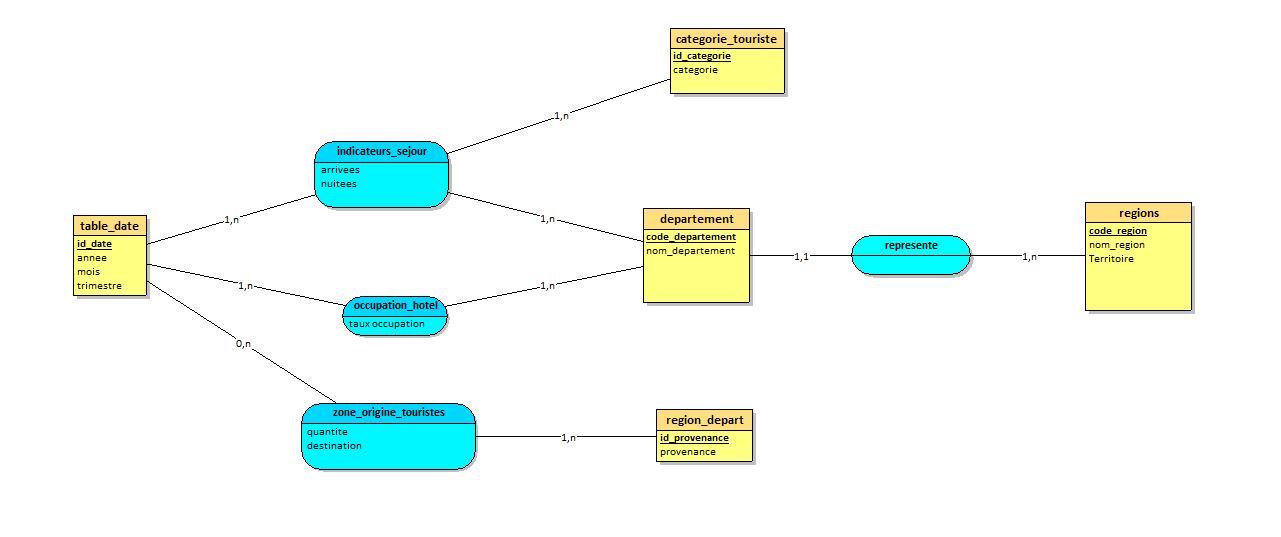 categorie_touriste
id_categorie
categorie
1,n
indicateurs_sejour
arrivees
nuitees
1,n
1,n
table_date
id_date
annee
mois
trimestre
departement
code_departement
nom_departement
1,1
represente
1,n
regions
code_region
nom_region
Territoire
1,n
1,n
occupation_hotel
taux occupation
0,n
zone_origine_touristes
quantite
destination
1,n
region_depart
id_provenance
provenance